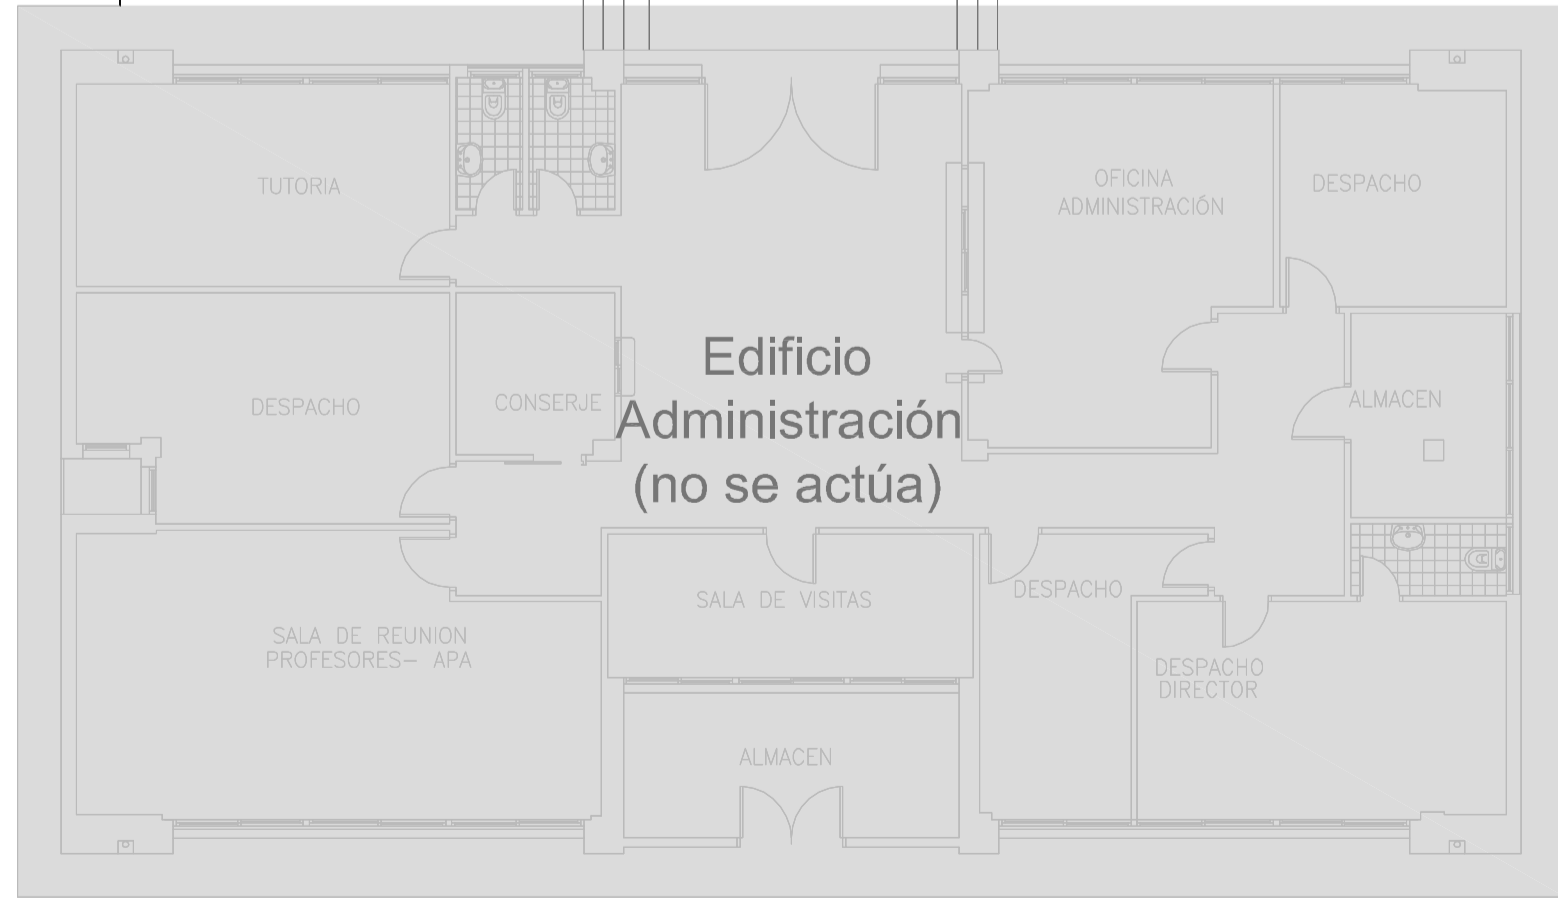 TUTORIA
OFICINA
ADMINISTRACIÓN
DESPACHO
Edificio
Administración
(no se actúa)
DESPACHO
CONSERJE
ALMACEN
SALA DE VISITAS
DESPACHO
SALA DE REUNION
PROFESORES- APA
DESPACHO
DIRECTOR
ALMACEN